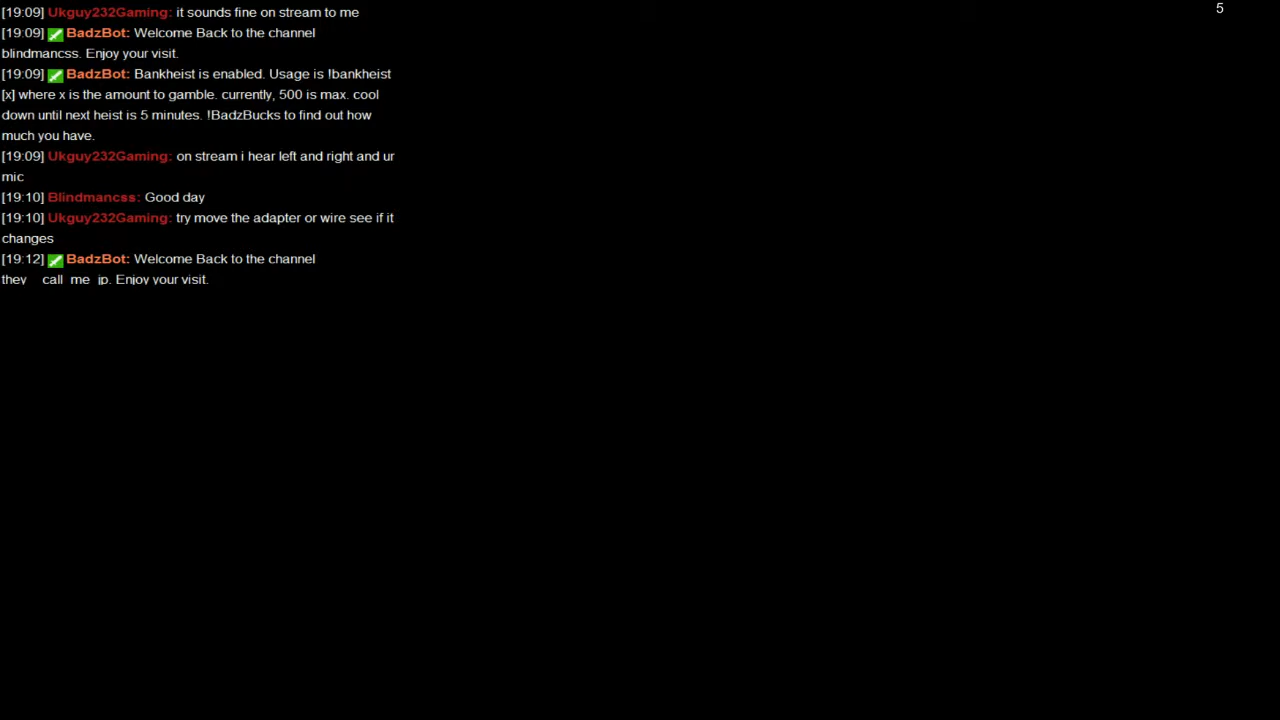 [19:09] Ukguy232Gaming: it sounds fine on stream to me
[19:09] BadzBot: Welcome Back to the channel
blindmancss. Enjoy your visit.
[19:09] BadzBot: Bankheist is enabled. Usage is !bankheist
[x] where x is the amount to gamble. currently, 500 is max. cool
down until next heist is 5 minutes. !BadzBucks to find out how
much you have.
[19:09] Ukguy232Gaming: on stream i hear left and right and ur
mic
[19:10] Blindmancss: Good day
[19:10] Ukguy232Gaming: try move the adapter or wire see if it
changes
[19:12] BadzBot: Welcome Back to the channel
they__call_me_jp. Enjoy your visit.
5